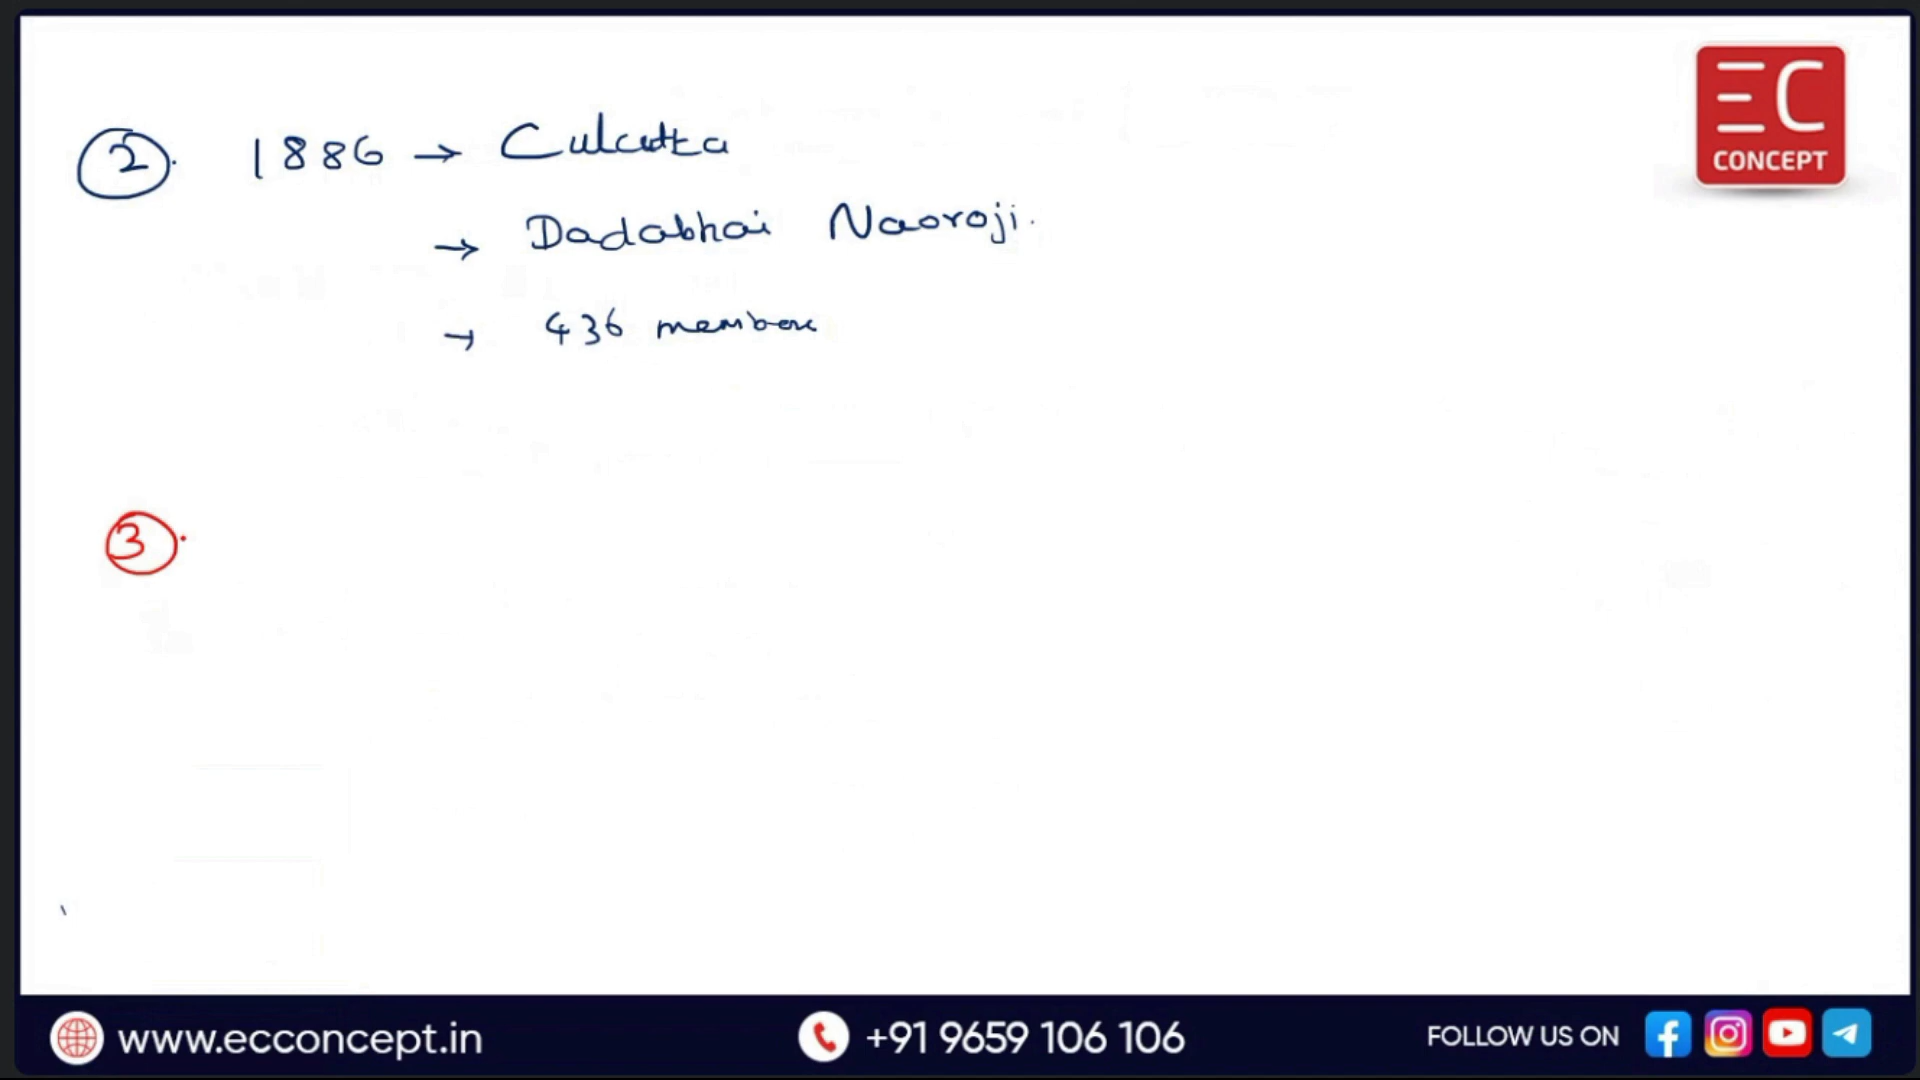 EC
CONCEPT
2. 1886 → Culcutta
→ Dadabhai Naoroji.
→ 436 members
3.
www.ecconcept.in
+91 9659 106 106
FOLLOW US ON